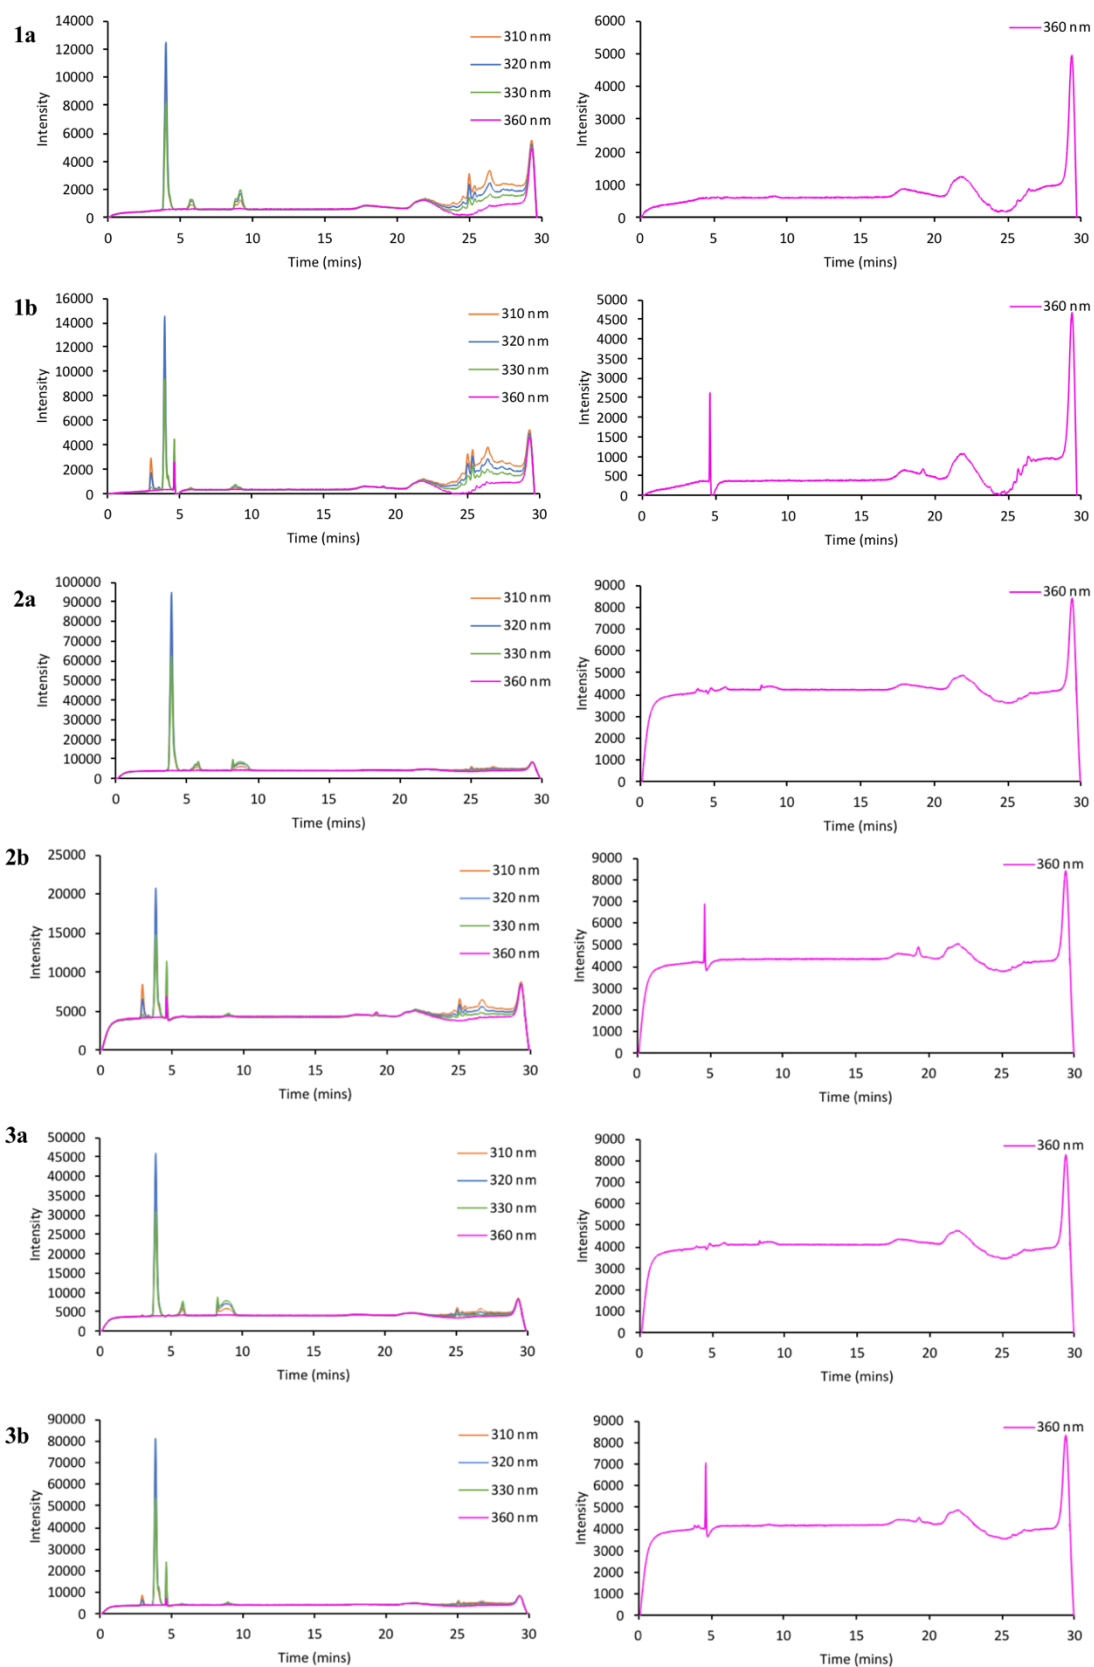 1a
Intensity
14000
12000
10000
8000
6000
4000
2000
0
0 5 10 15 20 25 30
Time (mins)
310 nm
320 nm
330 nm
360 nm
Intensity
6000
5000
4000
3000
2000
1000
0
0 5 10 15 20 25 30
Time (mins)
360 nm
1b
Intensity
16000
14000
12000
10000
8000
6000
4000
2000
0
0 5 10 15 20 25 30
Time (mins)
310 nm
320 nm
330 nm
360 nm
Intensity
5000
4500
4000
3500
3000
2500
2000
1500
1000
500
0
0 5 10 15 20 25 30
Time (mins)
360 nm
2a
Intensity
100000
90000
80000
70000
60000
50000
40000
30000
20000
10000
0
0 5 10 15 20 25 30
Time (mins)
310 nm
320 nm
330 nm
360 nm
Intensity
9000
8000
7000
6000
5000
4000
3000
2000
1000
0
0 5 10 15 20 25 30
Time (mins)
360 nm
2b
Intensity
25000
20000
15000
10000
5000
0
0 5 10 15 20 25 30
Time (mins)
310 nm
320 nm
330 nm
360 nm
Intensity
9000
8000
7000
6000
5000
4000
3000
2000
1000
0
0 5 10 15 20 25 30
Time (mins)
360 nm
3a
Intensity
50000
45000
40000
35000
30000
25000
20000
15000
10000
5000
0
0 5 10 15 20 25 30
Time (mins)
310 nm
320 nm
330 nm
360 nm
Intensity
9000
8000
7000
6000
5000
4000
3000
2000
1000
0
0 5 10 15 20 25 30
Time (mins)
360 nm
3b
Intensity
90000
80000
70000
60000
50000
40000
30000
20000
10000
0
0 5 10 15 20 25 30
Time (mins)
310 nm
320 nm
330 nm
360 nm
Intensity
9000
8000
7000
6000
5000
4000
3000
2000
1000
0
0 5 10 15 20 25 30
Time (mins)
360 nm